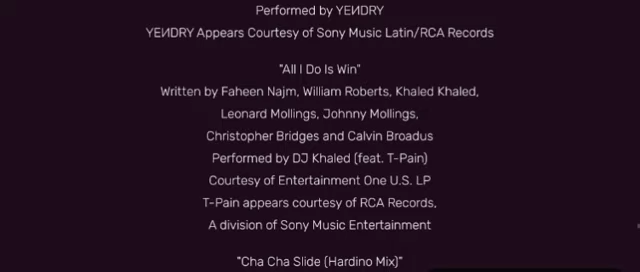 Performed by YEИDRY
YEИDRY Appears Courtesy of Sony Music Latin/RCA Records
"All I Do Is Win"
Written by Faheen Najm, William Roberts, Khaled Khaled,
Leonard Mollings, Johnny Mollings,
Christopher Bridges and Calvin Broadus
Performed by DJ Khaled (feat. T-Pain)
Courtesy of Entertainment One U.S. LP
T-Pain appears courtesy of RCA Records,
A division of Sony Music Entertainment
"Cha Cha Slide (Hardino Mix)"